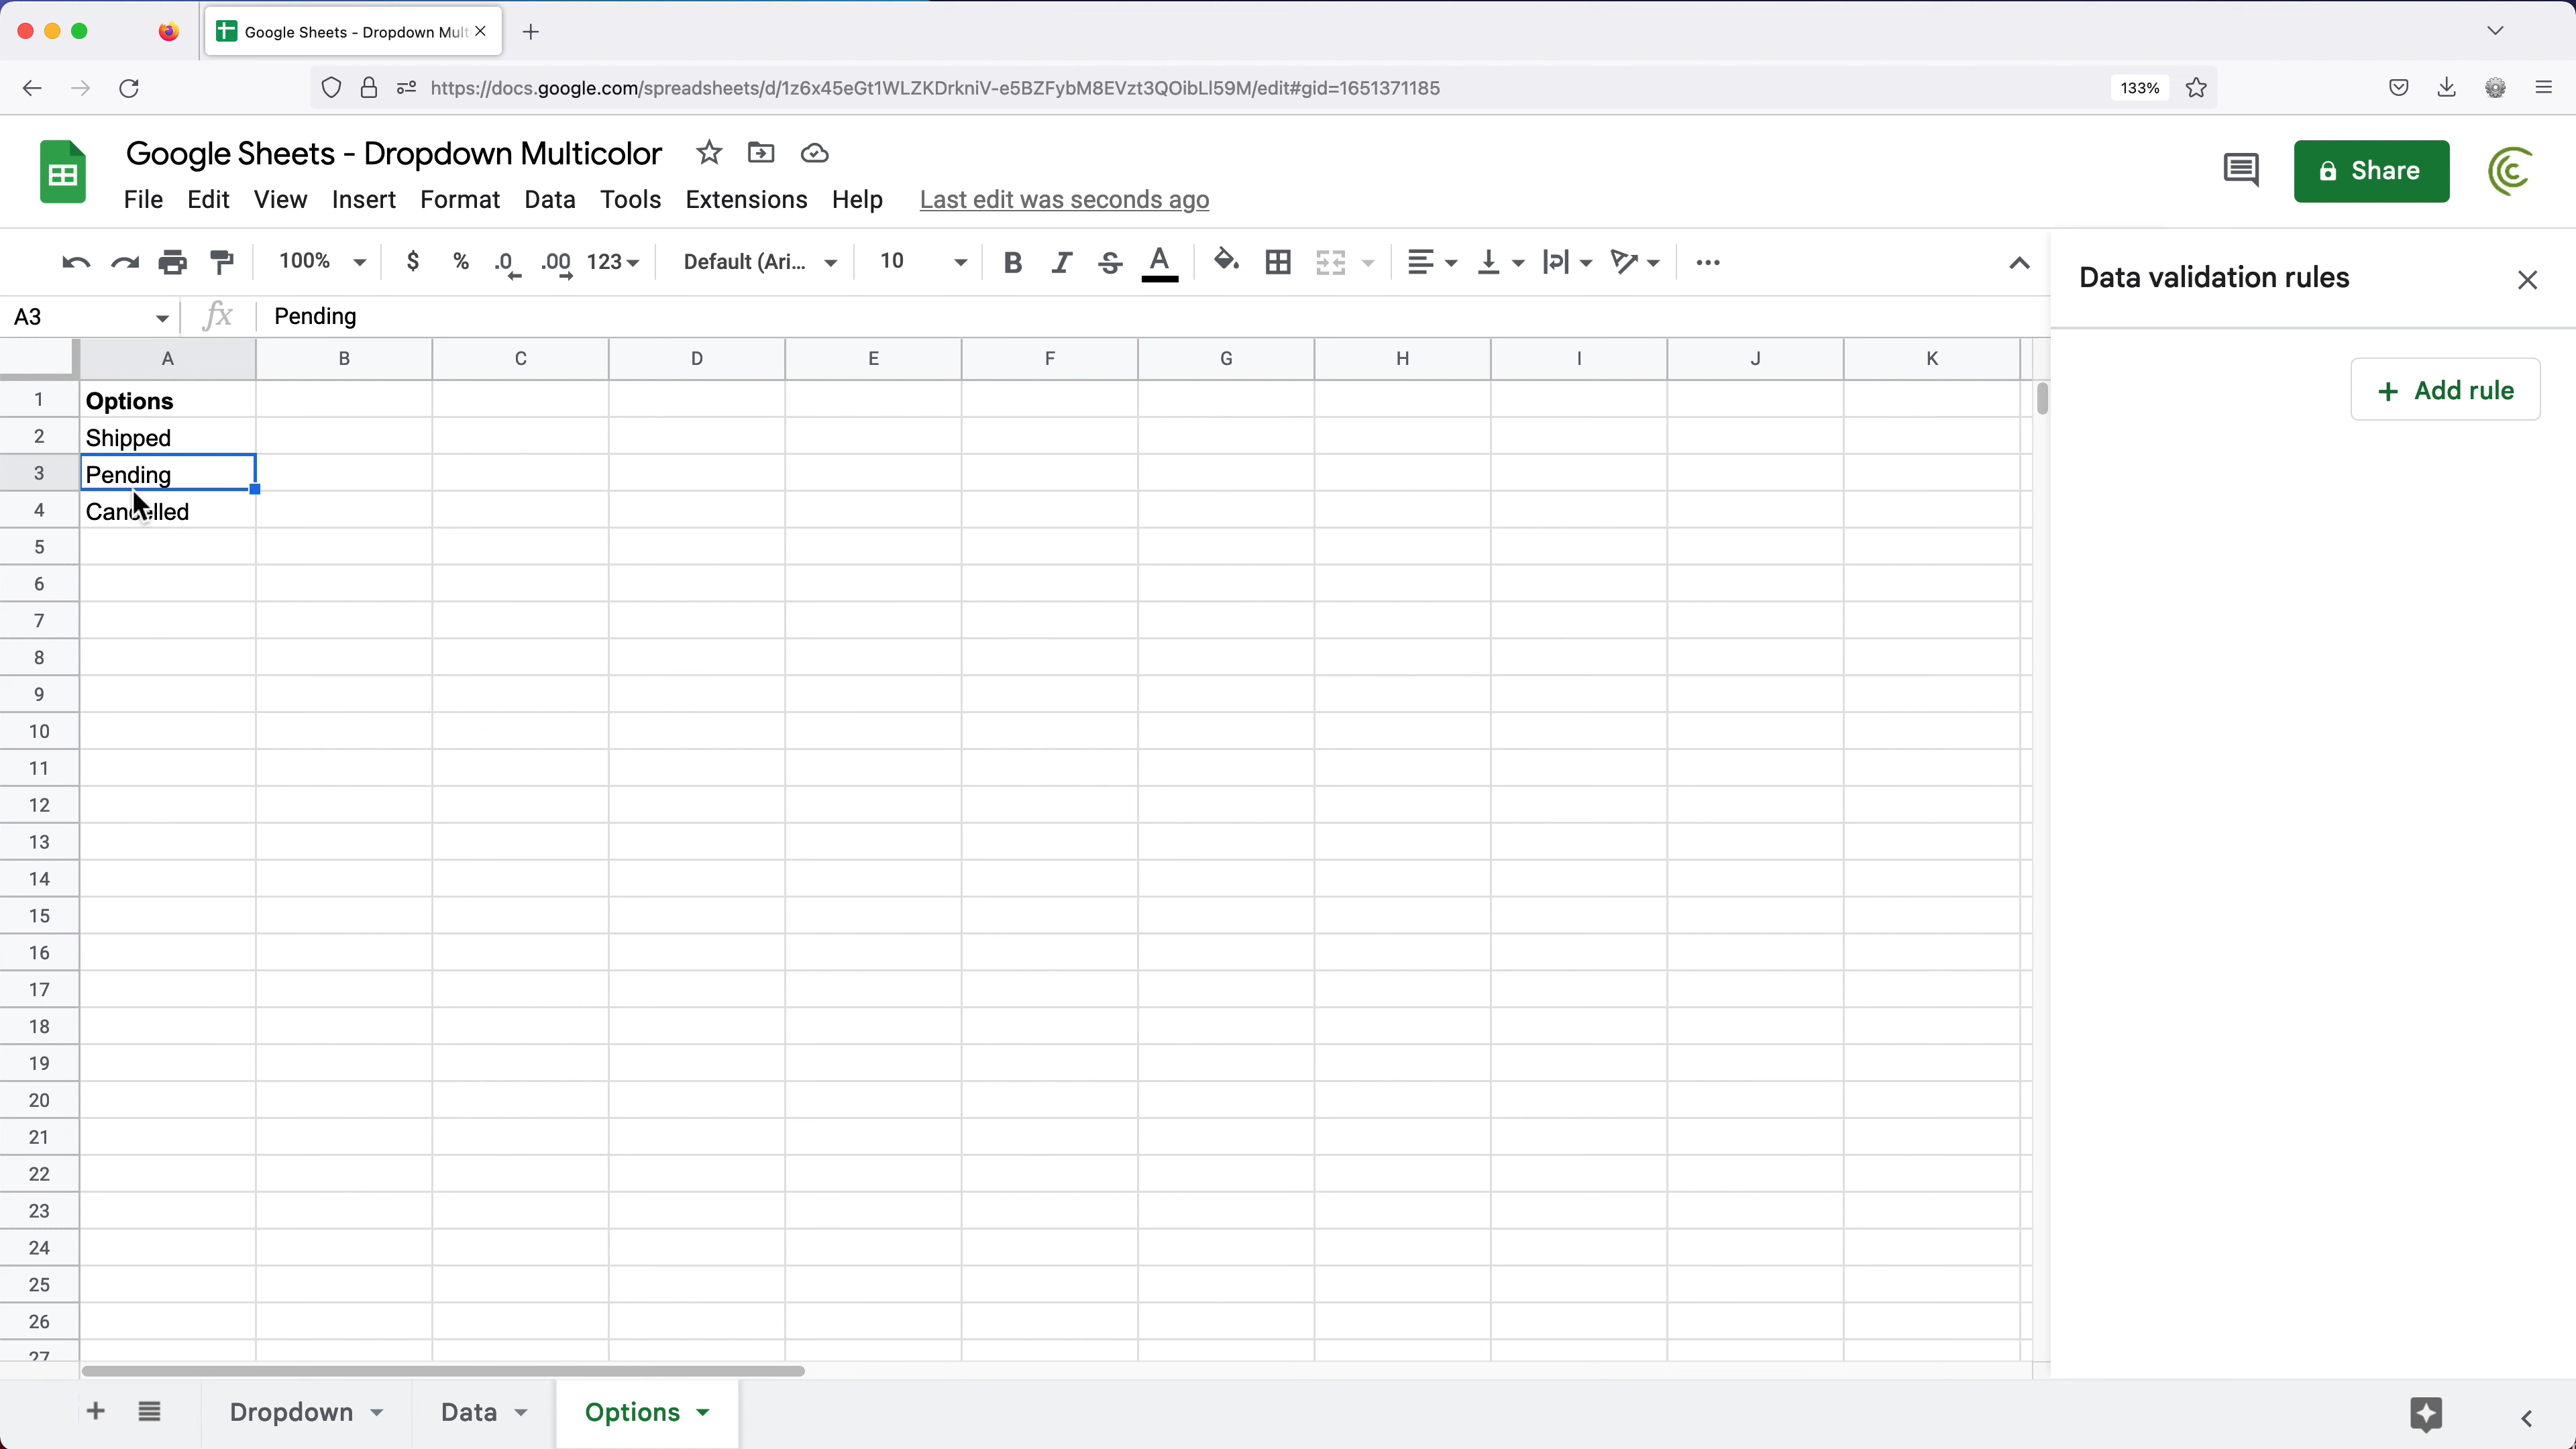 Google Sheets - Dropdown Mult
https://docs.google.com/spreadsheets/d/1z6x45eGt1WLZKDrkniV-e5BZFybM8EVzt3QOibLl59M/edit#gid=1651371185
133%
Google Sheets - Dropdown Multicolor
File Edit View Insert Format Data Tools Extensions Help Last edit was seconds ago
Share
100% $ % .0 .00 123 Default (Ari... 10 B I S A
Data validation rules
A3 fx Pending
A B C D E F G H I J K
Add rule
1 Options
2 Shipped
3 Pending
4 Cancelled
5
6
7
8
9
10
11
12
13
14
15
16
17
18
19
20
21
22
23
24
25
26
27
Dropdown Data Options